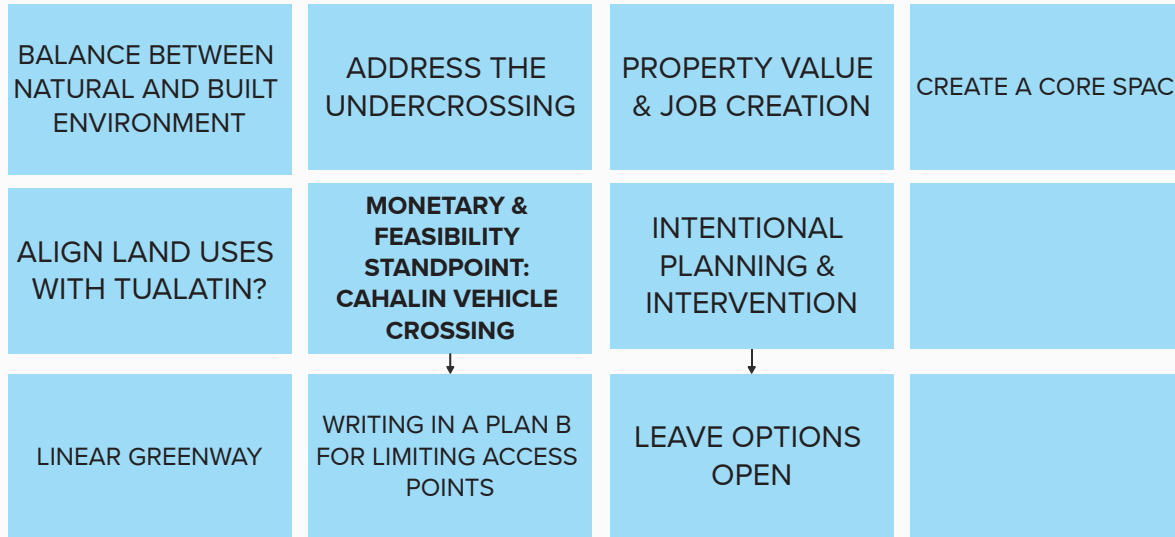 BALANCE BETWEEN
NATURAL AND BUILT
ENVIRONMENT
ADDRESS THE
UNDERCROSSING
PROPERTY VALUE
& JOB CREATION
CREATE A CORE SPAC
ALIGN LAND USES
WITH TUALATIN?
MONETARY &
FEASIBILITY
STANDPOINT:
CAHALIN VEHICLE
CROSSING
INTENTIONAL
PLANNING &
INTERVENTION
LINEAR GREENWAY
WRITING IN A PLAN B
FOR LIMITING ACCESS
POINTS
LEAVE OPTIONS
OPEN